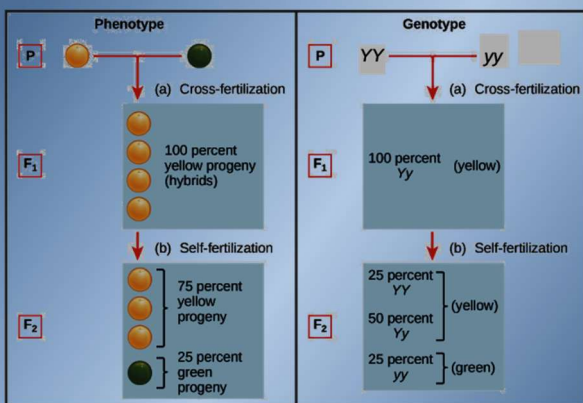 Phenotype
P
(a) Cross-fertilization
F₁
100 percent
yellow progeny
(hybrids)
(b) Self-fertilization
F₂
75 percent
yellow
progeny
25 percent
green
progeny
Genotype
P
YY
yy
(a) Cross-fertilization
F₁
100 percent
Yy
(yellow)
(b) Self-fertilization
F₂
25 percent
YY
(yellow)
50 percent
Yy
25 percent
yy
(green)